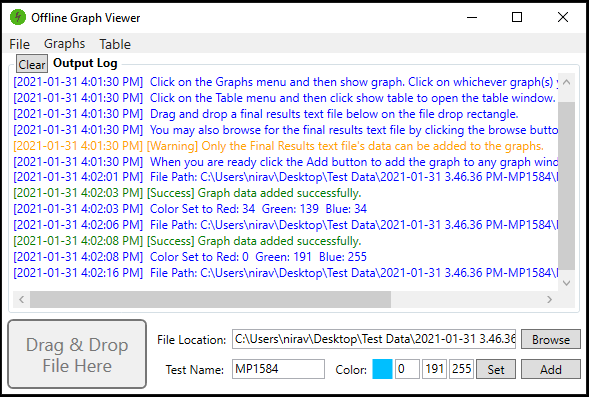 Offline Graph Viewer
File Graphs Table
Clear Output Log
[2021-01-31 4:01:30 PM] Click on the Graphs menu and then show graph. Click on whichever graph(s)
[2021-01-31 4:01:30 PM] Click on the Table menu and then click show table to open the table window.
[2021-01-31 4:01:30 PM] Drag and drop a final results text file below on the file drop rectangle.
[2021-01-31 4:01:30 PM] You may also browse for the final results text file by clicking the browse butto
[2021-01-31 4:01:30 PM] [Warning] Only the Final Results text file's data can be added to the graphs.
[2021-01-31 4:01:30 PM] When you are ready click the Add button to add the graph to any graph wind
[2021-01-31 4:02:01 PM] File Path: C:\Users\nirav\Desktop\Test Data\2021-01-31 3.46.36 PM-MP1584\
[2021-01-31 4:02:03 PM] [Success] Graph data added successfully.
[2021-01-31 4:02:03 PM] Color Set to Red: 34 Green: 139 Blue: 34
[2021-01-31 4:02:06 PM] File Path: C:\Users\nirav\Desktop\Test Data\2021-01-31 3.46.36 PM-MP1584\
[2021-01-31 4:02:08 PM] [Success] Graph data added successfully.
[2021-01-31 4:02:08 PM] Color Set to Red: 0 Green: 191 Blue: 255
[2021-01-31 4:02:16 PM] File Path: C:\Users\nirav\Desktop\Test Data\2021-01-31 3.46.36 PM-MP1584\
Drag & Drop
File Here
File Location: C:\Users\nirav\Desktop\Test Data\2021-01-31 3.46.36 Browse
Test Name: MP1584 Color: 0 191 255 Set Add